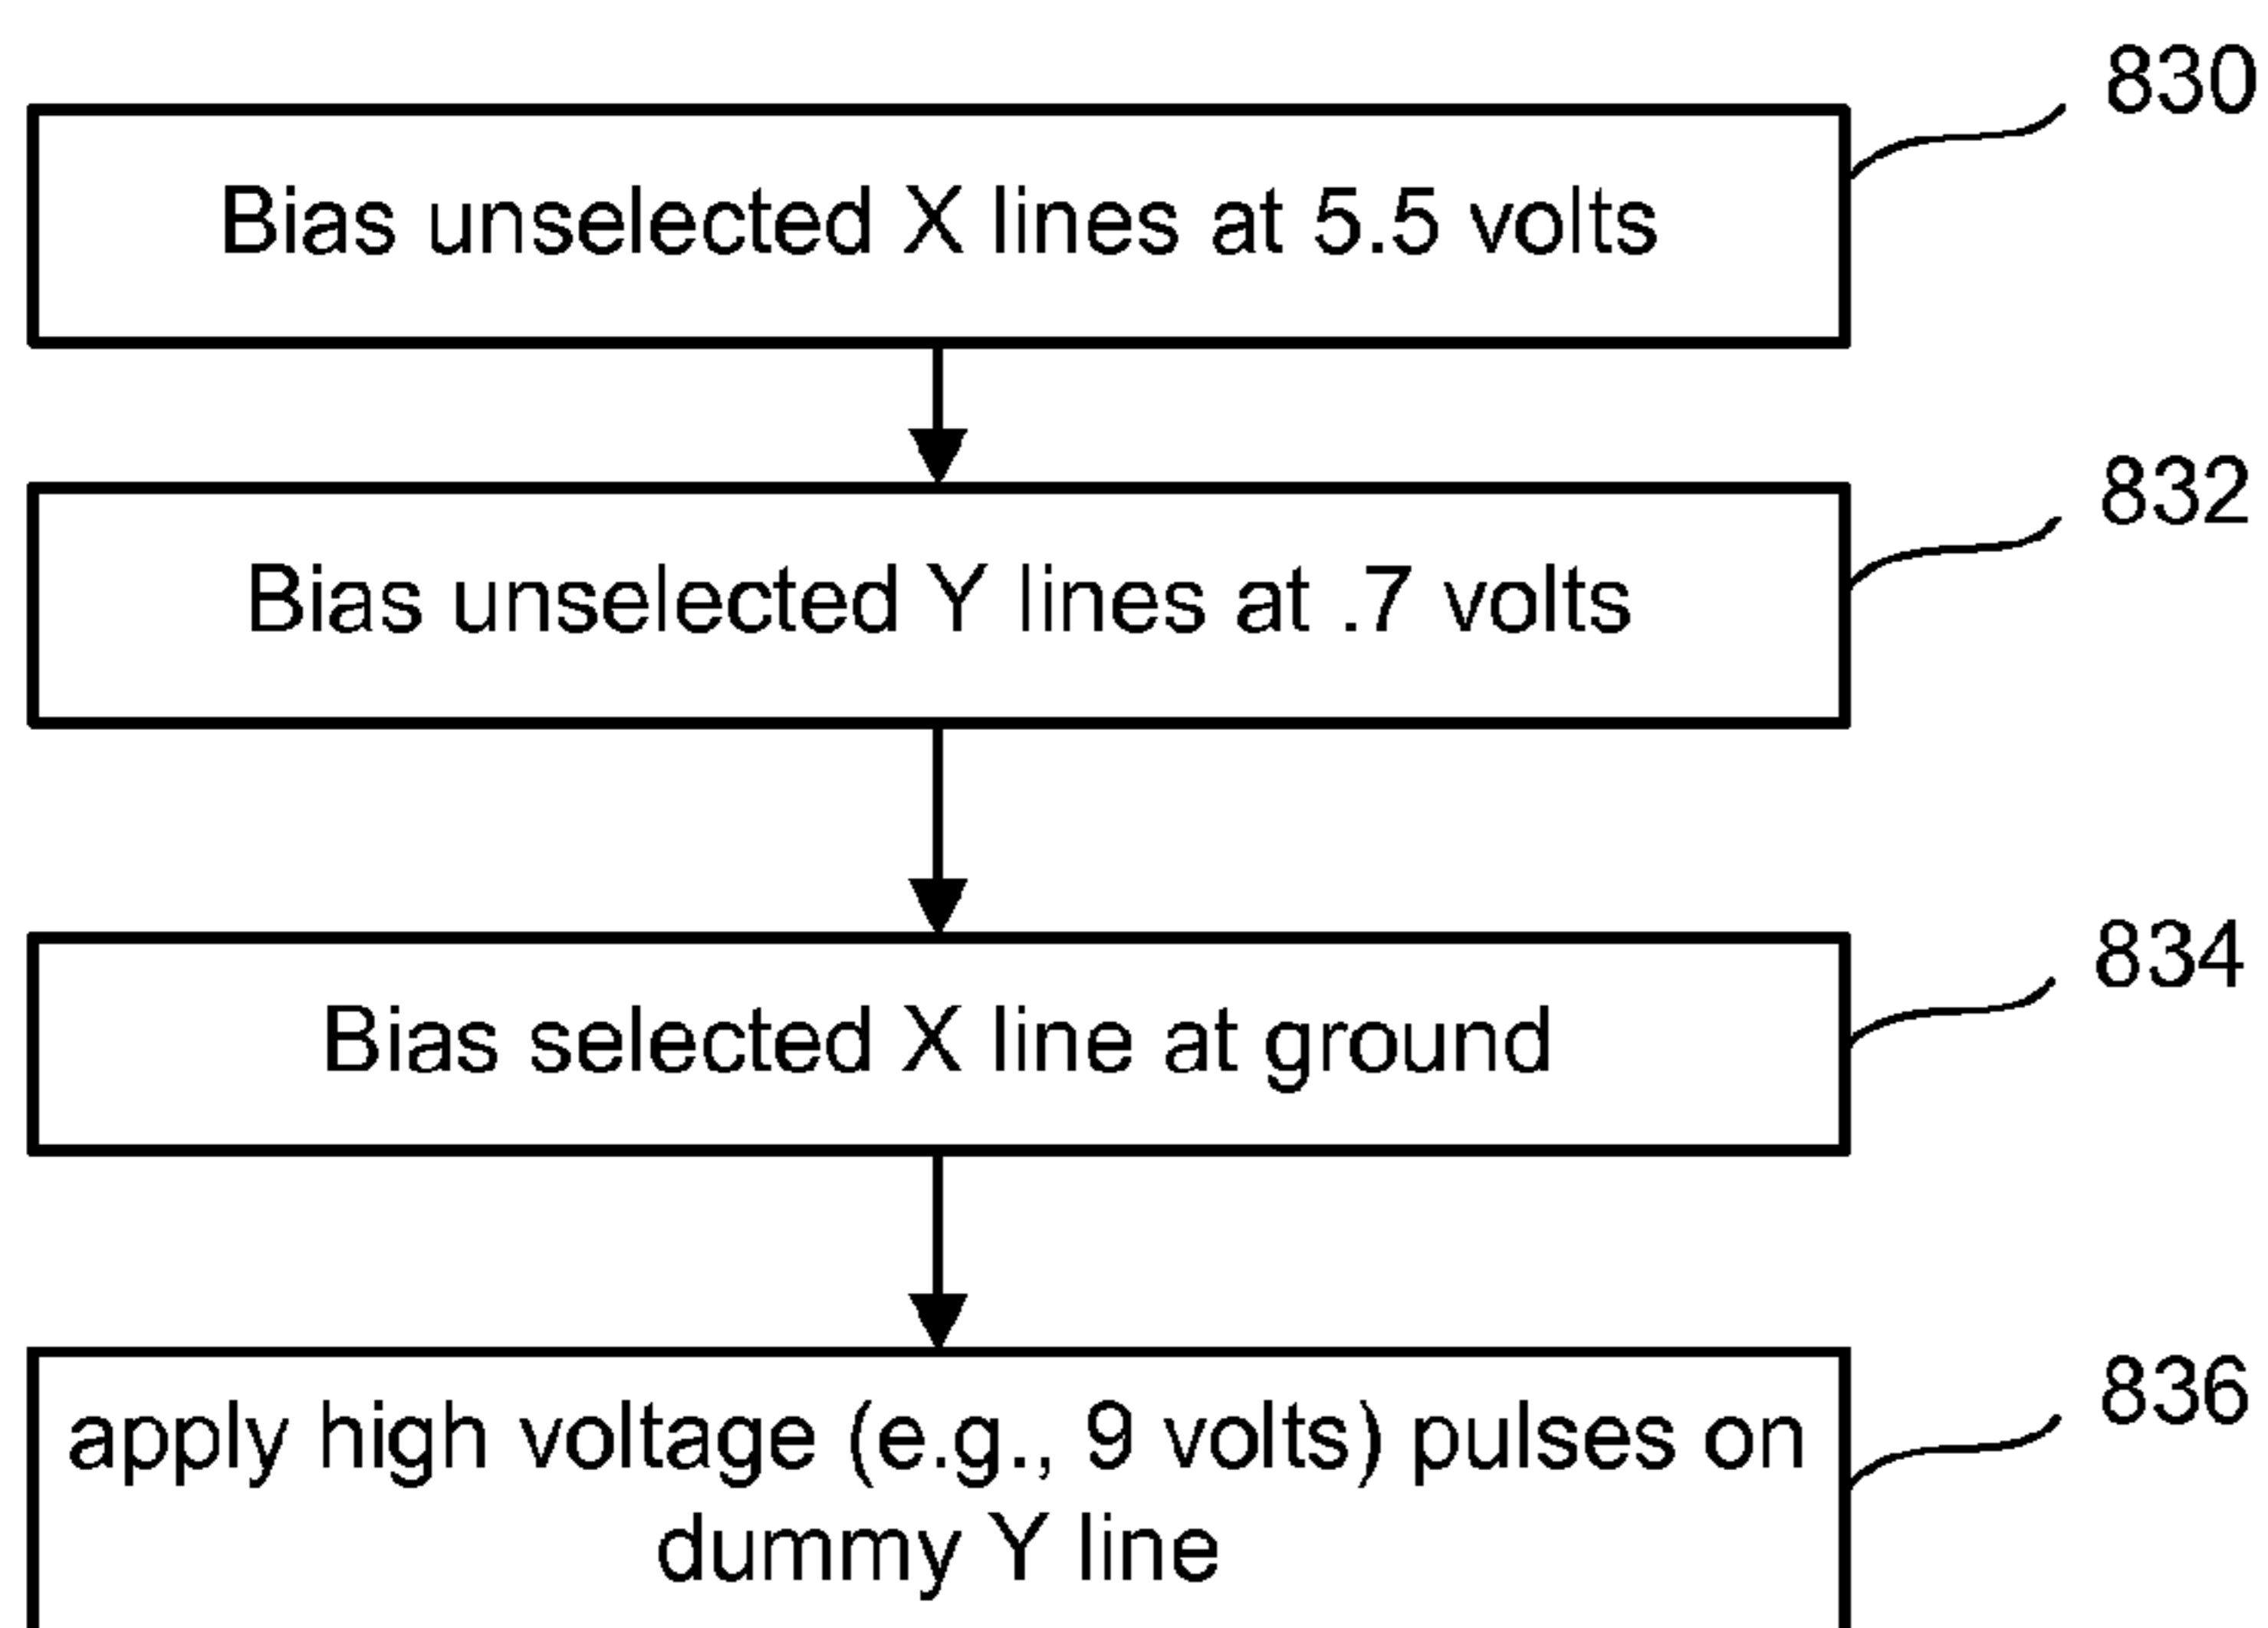 830
Bias unselected X lines at 5.5 volts
832
Bias unselected Y lines at .7 volts
834
Bias selected X line at ground
836
apply high voltage (e.g., 9 volts) pulses on
dummy Y line